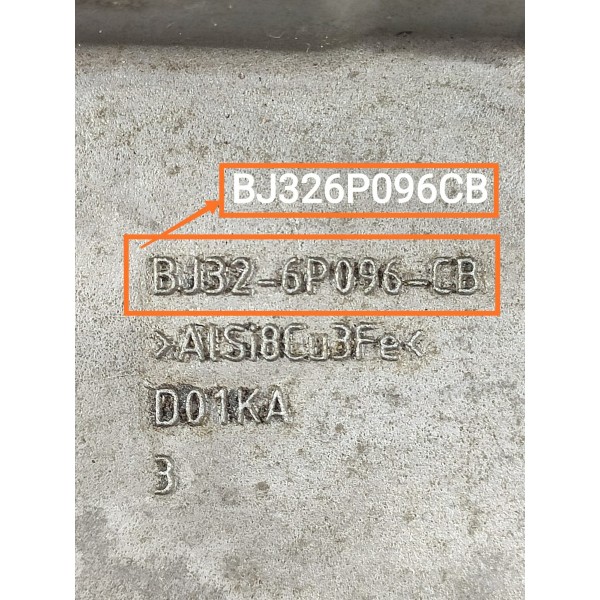 BJ326P096CB
BJ32-6P096-CB
>AlSi8Cu3Fe<
D01KA
3